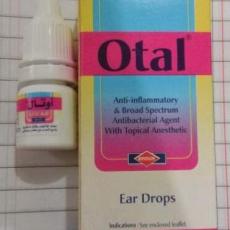 Otal®
Anti-inflammatory
& Broad Spectrum
Antibacterial Agent
With Topical Anesthetic
Ear Drops
Indications: See enclosed leaflet
أوتال